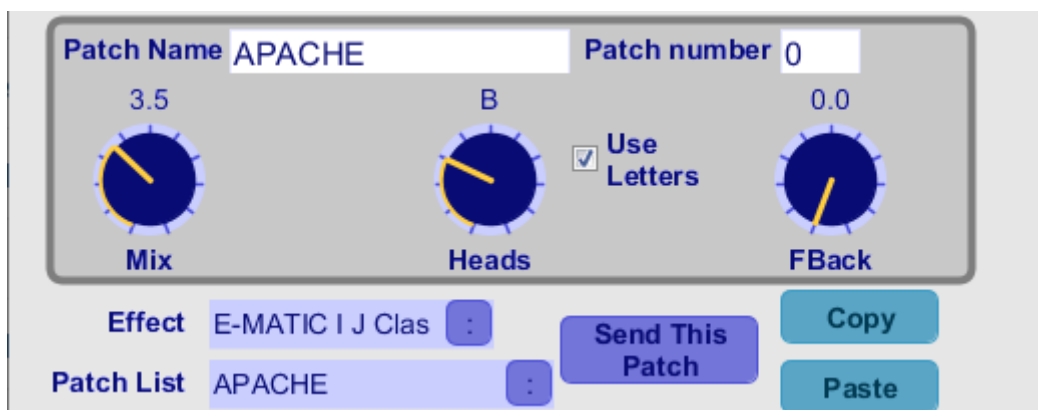 Patch Name APACHE Patch number 0
3.5 B 0.0
Use
Letters
Mix Heads FBack
Effect E-MATIC I J Clas :
Send This
Patch
Copy
Patch List APACHE :
Paste